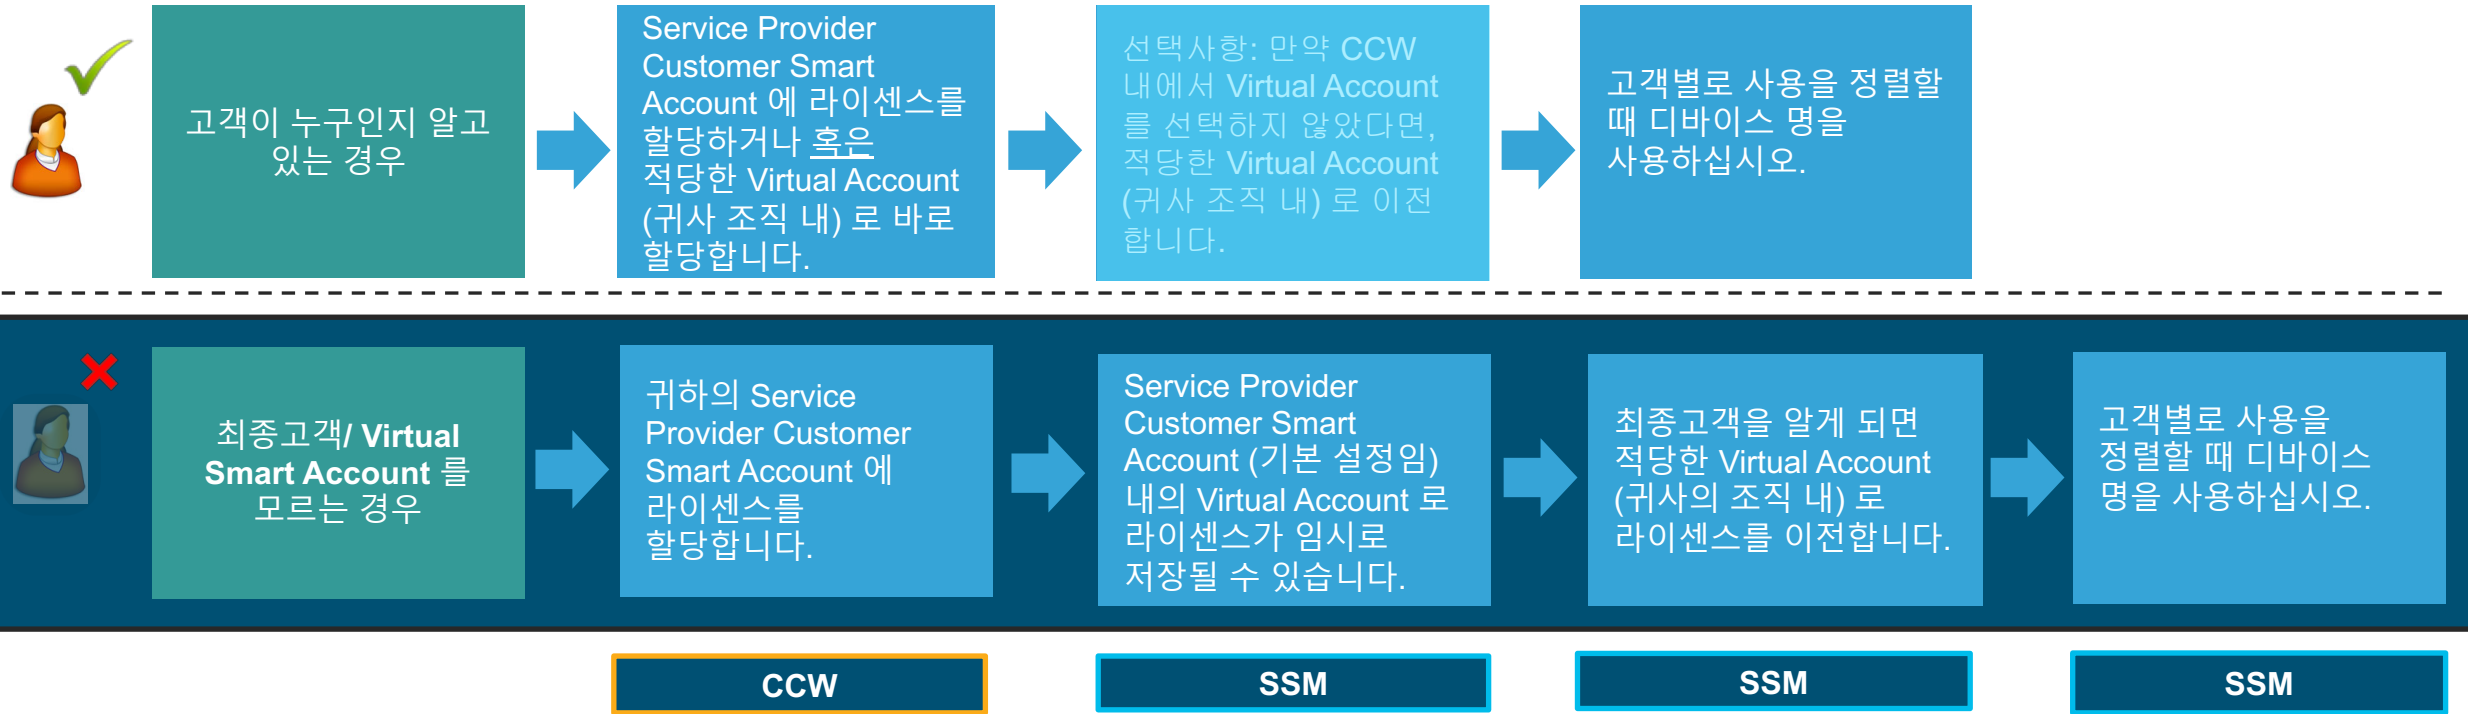 고객이 누구인지 알고
있는 경우
Service Provider
Customer Smart
Account 에 라이센스를
할당하거나 혹은
적당한 Virtual Account
(귀사 조직 내) 로 바로
할당합니다.
선택사항: 만약 CCW
내에서 Virtual Account
를 선택하지 않았다면,
적당한 Virtual Account
(귀사 조직 내) 로 이전
합니다.
고객별로 사용을 정렬할
때 디바이스 명을
사용하십시오.
최종고객/ Virtual
Smart Account 를
모르는 경우
귀하의 Service
Provider Customer
Smart Account 에
라이센스를
할당합니다.
Service Provider
Customer Smart
Account (기본 설정임)
내의 Virtual Account 로
라이센스가 임시로
저장될 수 있습니다.
최종고객을 알게 되면
적당한 Virtual Account
(귀사의 조직 내) 로
라이센스를 이전합니다.
고객별로 사용을
정렬할 때 디바이스
명을 사용하십시오.
CCW
SSM
SSM
SSM